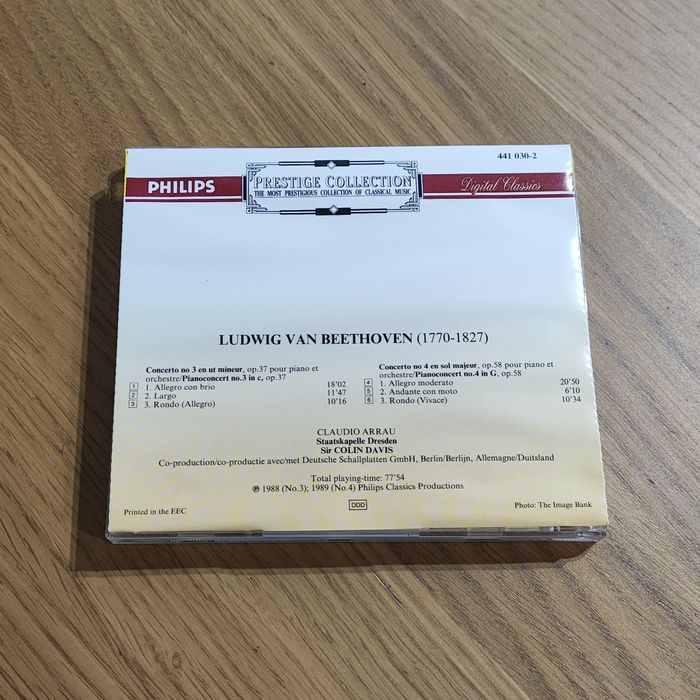 441 030-2
PHILIPS
PRESTIGE COLLECTION
THE MOST PRESTIGIOUS COLLECTION OF CLASSICAL MUSIC
Digital Classics
LUDWIG VAN BEETHOVEN (1770-1827)
Concerto no 3 en ut mineur, op.37 pour piano et
orchestre/Pianoconcert no.3 in c, op.37
1 1. Allegro con brio 18'02
2 2. Largo 11'47
3 3. Rondo (Allegro) 10'16
Concerto no 4 en sol majeur, op.58 pour piano et
orchestre/Pianoconcert no.4 in G, op.58
4 1. Allegro moderato 20'50
5 2. Andante con moto 6'10
6 3. Rondo (Vivace) 10'34
CLAUDIO ARRAU
Staatskapelle Dresden
Sir COLIN DAVIS
Co-production/co-productie avec/met Deutsche Schallplatten GmbH, Berlin/Berlijn, Allemagne/Duitsland
Total playing-time: 77'54
℗ 1988 (No.3); 1989 (No.4) Philips Classics Productions
Printed in the EEC
DDD
Photo: The Image Bank